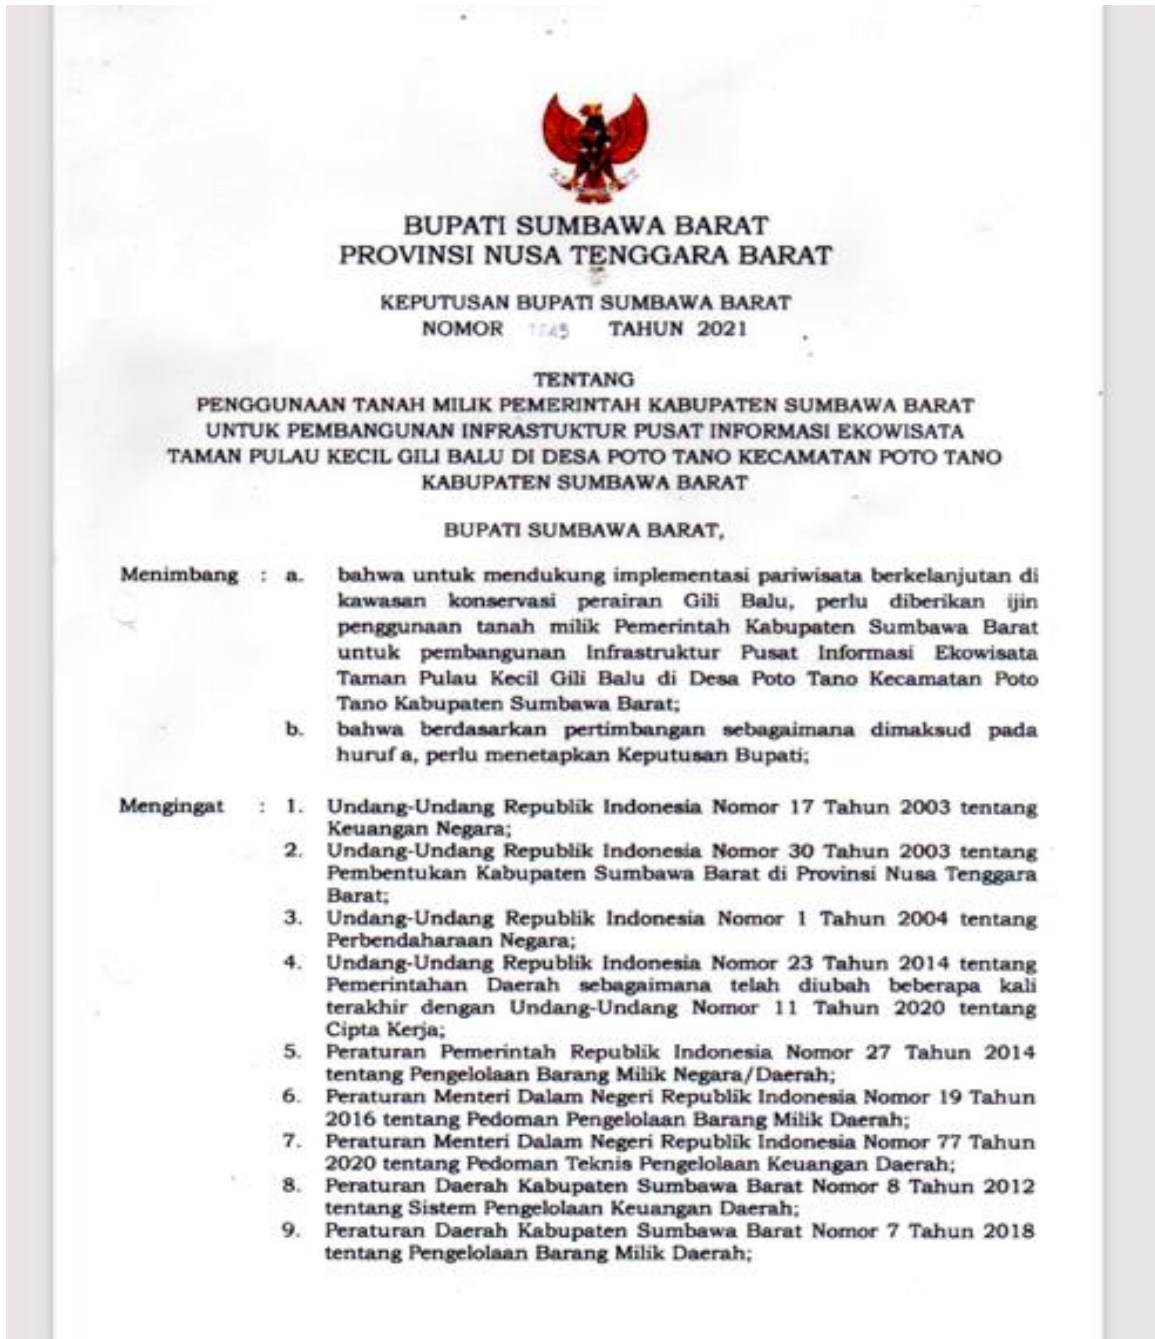 BUPATI SUMBAWA BARAT
PROVINSI NUSA TENGGARA BARAT
KEPUTUSAN BUPATI SUMBAWA BARAT
NOMOR TAHUN 2021
TENTANG
PENGGUNAAN TANAH MILIK PEMERINTAH KABUPATEN SUMBAWA BARAT
UNTUK PEMBANGUNAN INFRASTUKTUR PUSAT INFORMASI EKOWISATA
TAMAN PULAU KECIL GILI BALU DI DESA POTO TANO KECAMATAN POTO TANO
KABUPATEN SUMBAWA BARAT
BUPATI SUMBAWA BARAT,
Menimbang : a. bahwa untuk mendukung implementasi pariwisata berkelanjutan di
kawasan konservasi perairan Gili Balu, perlu diberikan ijin
penggunaan tanah milik Pemerintah Kabupaten Sumbawa Barat
untuk pembangunan Infrastruktur Pusat Informasi Ekowisata
Taman Pulau Kecil Gili Balu di Desa Poto Tano Kecamatan Poto
Tano Kabupaten Sumbawa Barat;
b. bahwa berdasarkan pertimbangan sebagaimana dimaksud pada
huruf a, perlu menetapkan Keputusan Bupati;
Mengingat : 1. Undang-Undang Republik Indonesia Nomor 17 Tahun 2003 tentang
Keuangan Negara;
2. Undang-Undang Republik Indonesia Nomor 30 Tahun 2003 tentang
Pembentukan Kabupaten Sumbawa Barat di Provinsi Nusa Tenggara
Barat;
3. Undang-Undang Republik Indonesia Nomor 1 Tahun 2004 tentang
Perbendaharaan Negara;
4. Undang-Undang Republik Indonesia Nomor 23 Tahun 2014 tentang
Pemerintahan Daerah sebagaimana telah diubah beberapa kali
terakhir dengan Undang-Undang Nomor 11 Tahun 2020 tentang
Cipta Kerja;
5. Peraturan Pemerintah Republik Indonesia Nomor 27 Tahun 2014
tentang Pengelolaan Barang Milik Negara/Daerah;
6. Peraturan Menteri Dalam Negeri Republik Indonesia Nomor 19 Tahun
2016 tentang Pedoman Pengelolaan Barang Milik Daerah;
7. Peraturan Menteri Dalam Negeri Republik Indonesia Nomor 77 Tahun
2020 tentang Pedoman Teknis Pengelolaan Keuangan Daerah;
8. Peraturan Daerah Kabupaten Sumbawa Barat Nomor 8 Tahun 2012
tentang Sistem Pengelolaan Keuangan Daerah;
9. Peraturan Daerah Kabupaten Sumbawa Barat Nomor 7 Tahun 2018
tentang Pengelolaan Barang Milik Daerah;